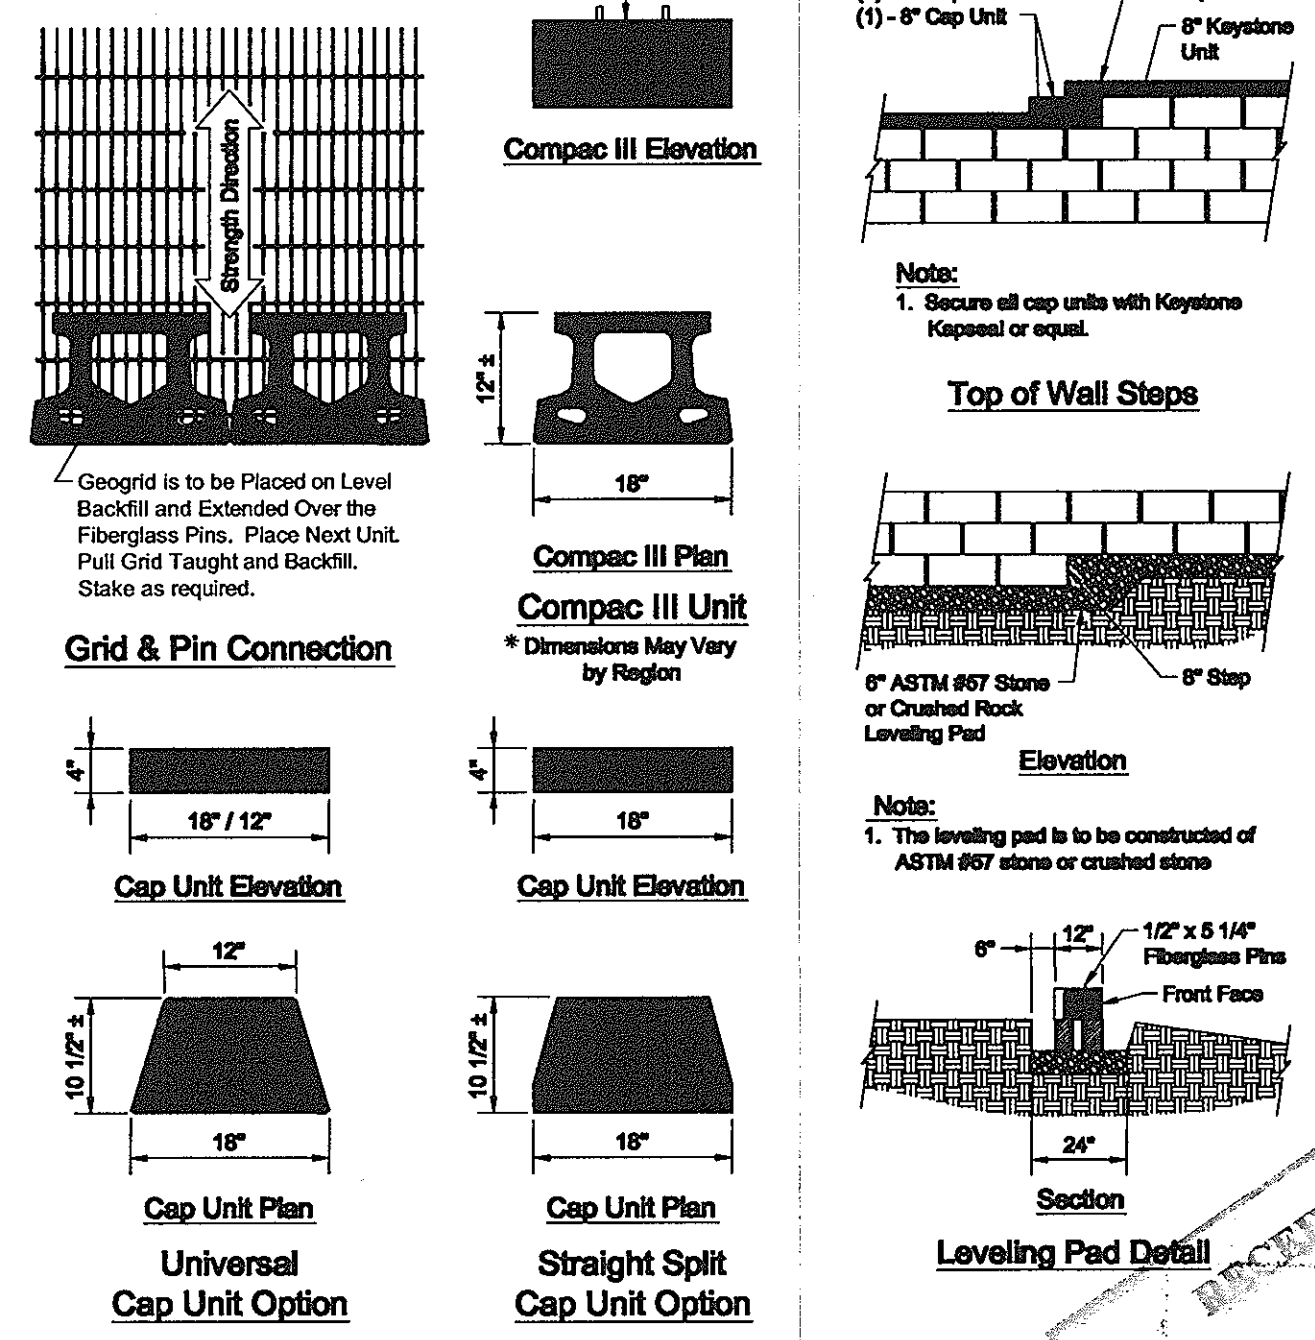 Strength Direction
Geogrid is to be Placed on Level
Backfill and Extended Over the
Fiberglass Pins. Place Next Unit.
Pull Grid Taught and Backfill.
Stake as required.
Grid & Pin Connection
4"
18" / 12"
Cap Unit Elevation
12"
10 1/2" ±
18"
Cap Unit Plan
Universal
Cap Unit Option
Compac III Elevation
12" ±
18"
Compac III Plan
Compac III Unit
* Dimensions May Vary
by Region
4"
18"
Cap Unit Elevation
10 1/2" ±
18"
Cap Unit Plan
Straight Split
Cap Unit Option
(1) - 8" Cap Unit
8" Keystone
Unit
Note:
1. Secure all cap units with Keystone
Kapseal or equal.
Top of Wall Steps
6" ASTM #57 Stone
or Crushed Rock
Leveling Pad
8" Step
Elevation
Note:
1. The leveling pad is to be constructed of
ASTM #57 stone or crushed stone
6"
12"
1/2" x 5 1/4"
Fiberglass Pins
Front Face
24"
Section
Leveling Pad Detail